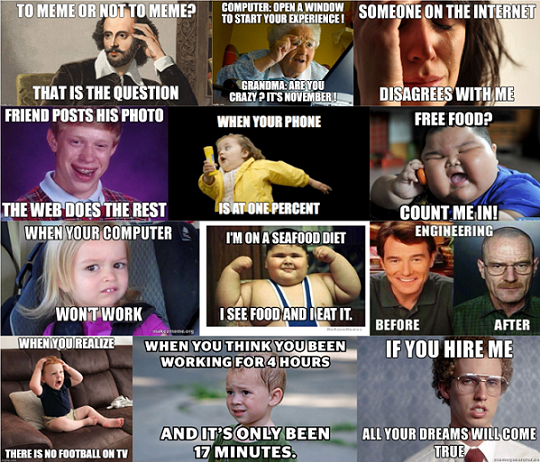 TO MEME OR NOT TO MEME?
THAT IS THE QUESTION
COMPUTER: OPEN A WINDOW
TO START YOUR EXPERIENCE!
GRANDMA: ARE YOU
CRAZY? IT'S NOVEMBER!
SOMEONE ON THE INTERNET
DISAGREES WITH ME
FRIEND POSTS HIS PHOTO
THE WEB DOES THE REST
WHEN YOUR PHONE
IS AT ONE PERCENT
FREE FOOD?
COUNT ME IN!
WHEN YOUR COMPUTER
WON'T WORK
makeameme.org
I'M ON A SEAFOOD DIET
I SEE FOOD AND I EAT IT.
ENGINEERING
BEFORE
AFTER
WHEN YOU REALIZE
THERE IS NO FOOTBALL ON TV
WHEN YOU THINK YOU BEEN
WORKING FOR 4 HOURS
AND IT'S ONLY BEEN
17 MINUTES.
IF YOU HIRE ME
ALL YOUR DREAMS WILL COME
TRUE